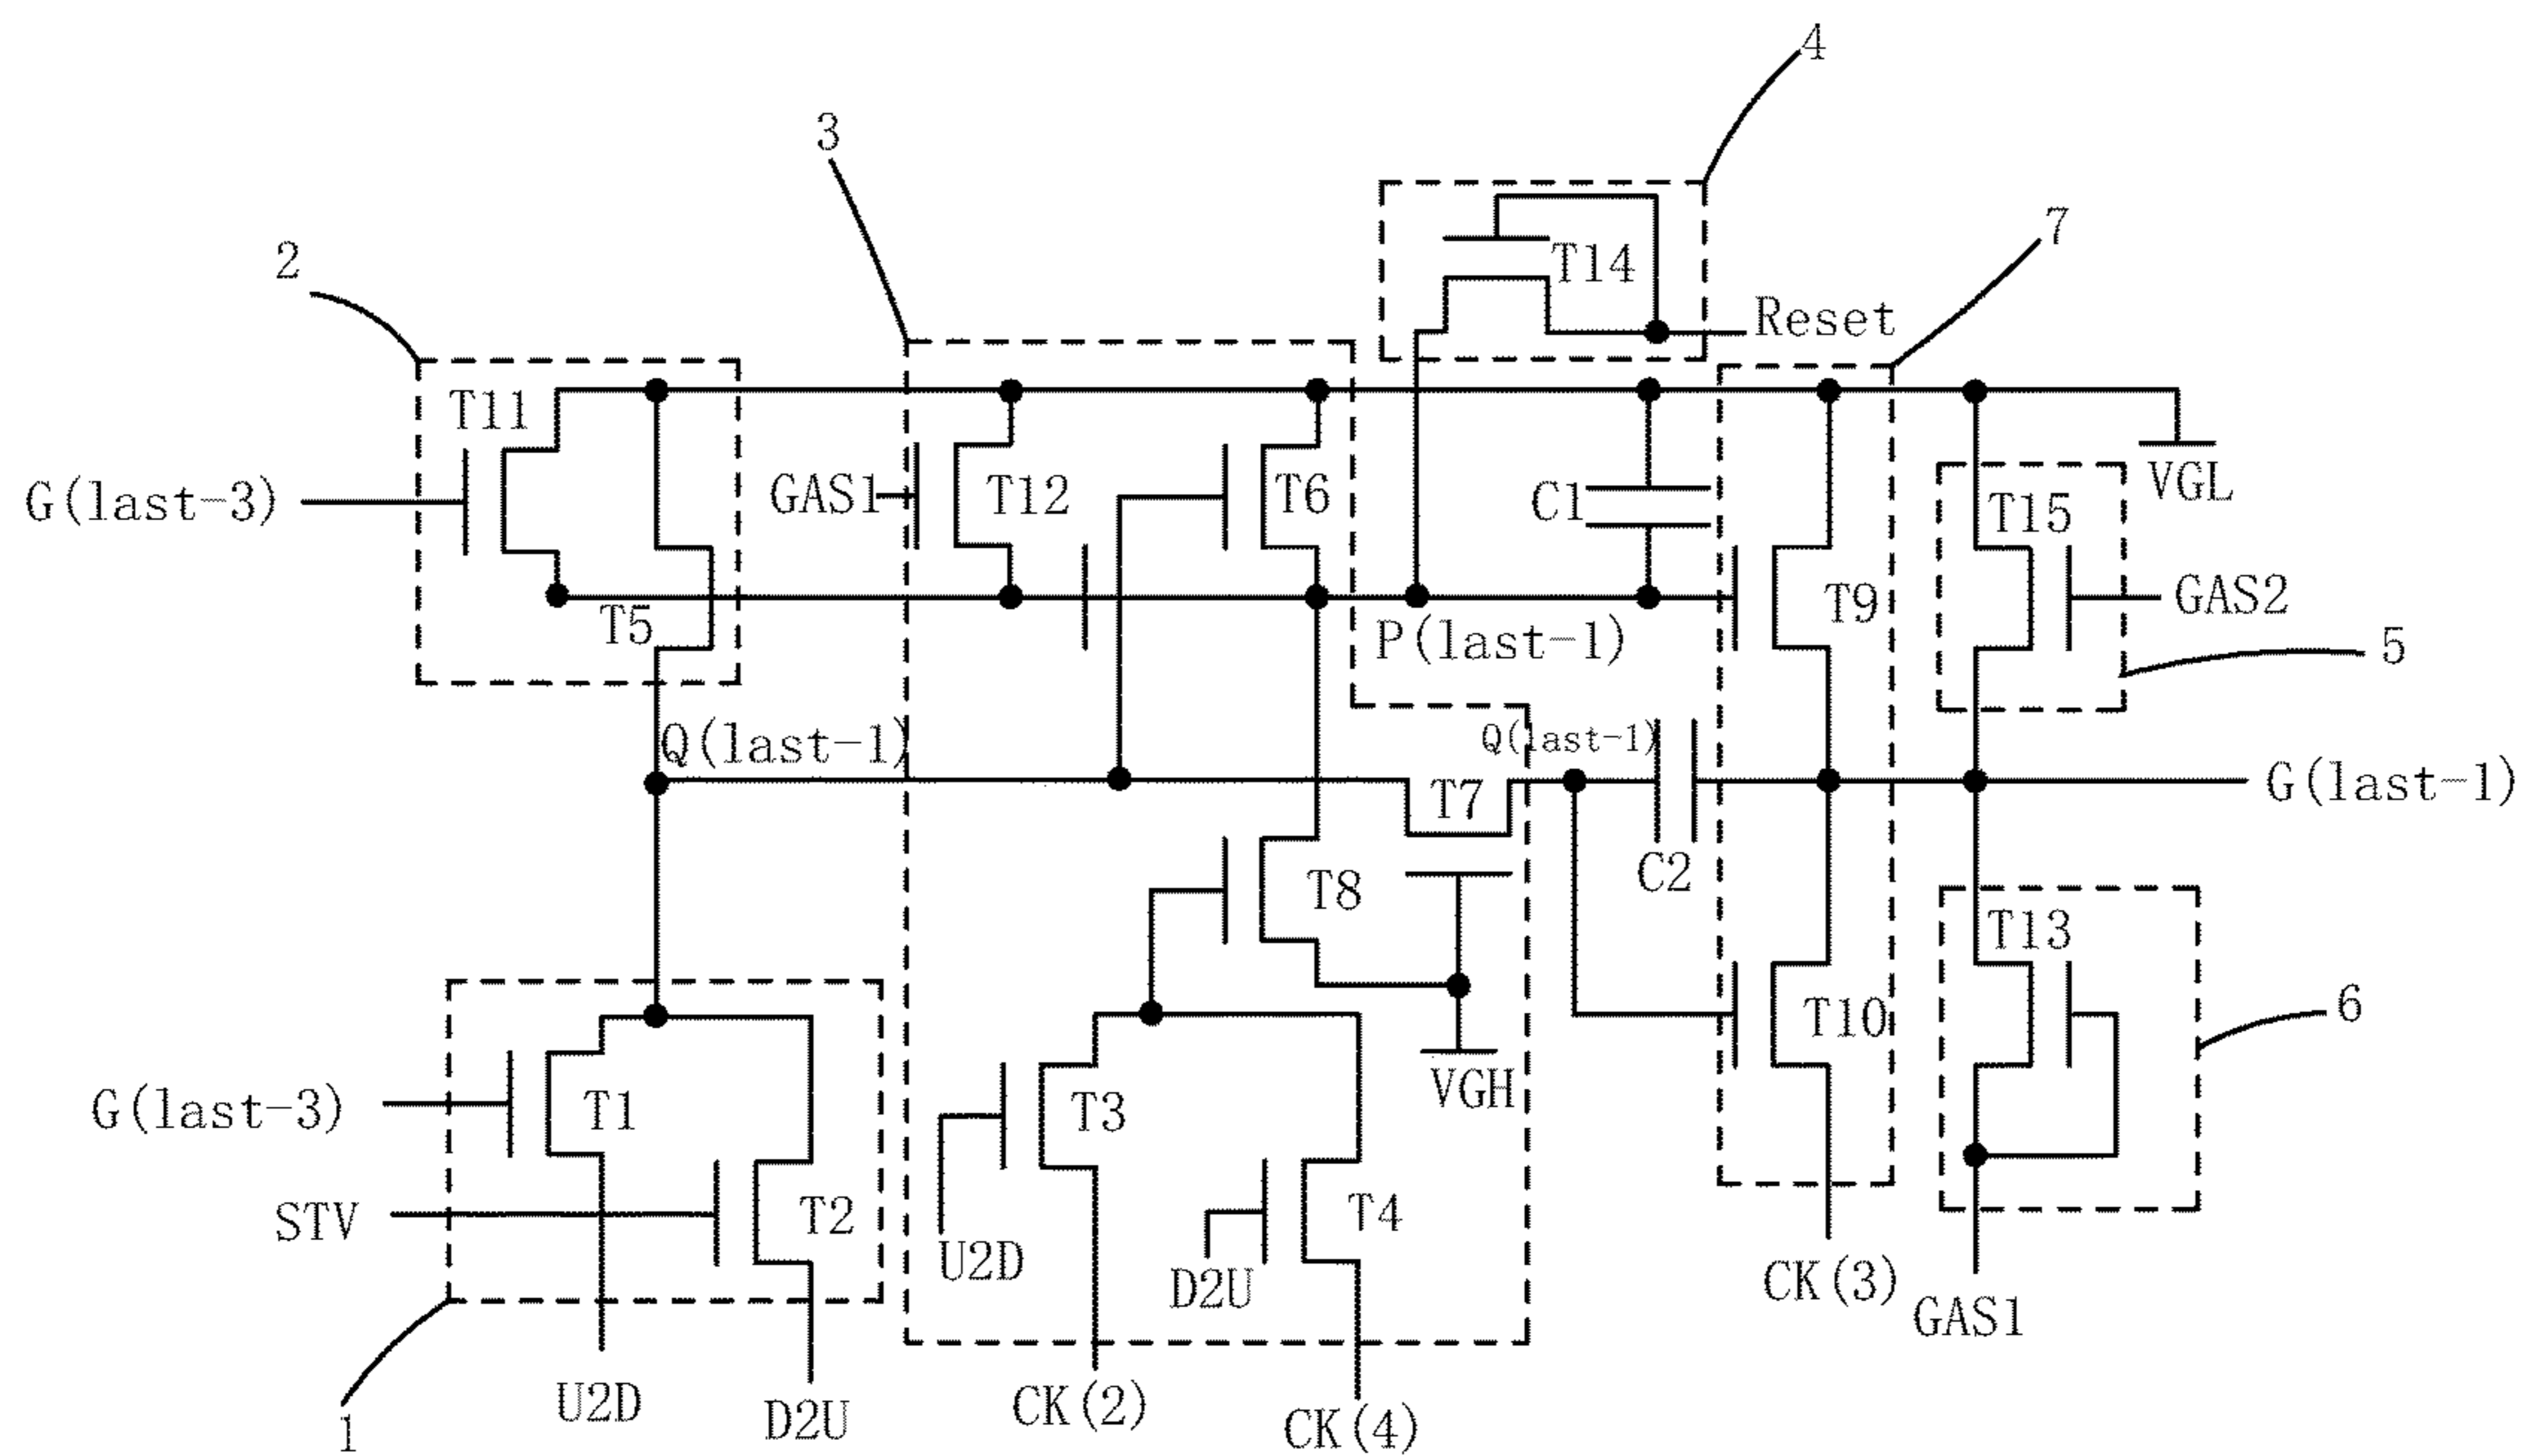 4
3
7
2
T14
Reset
T11
G(last-3)
GAS1
T12
T6
C1
VGL
T15
T5
P(last-1)
T9
GAS2
5
Q(last-1)
Q(last-1)
T7
G(last-1)
C2
T8
T13
T10
6
VGH
G(last-3)
T1
T3
STV
T2
T4
U2D
D2U
CK(3)
GAS1
U2D
D2U
CK(2)
CK(4)
1